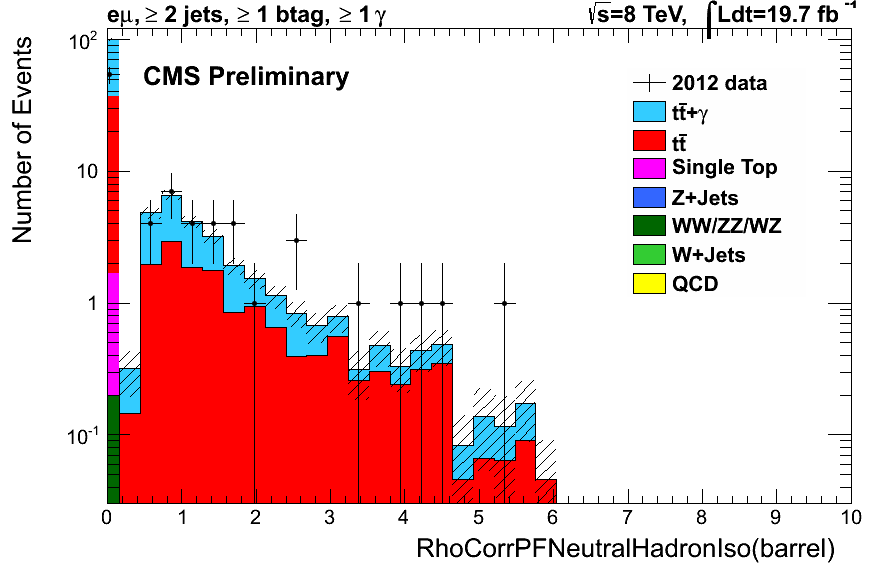 eμ, ≥ 2 jets, ≥ 1 btag, ≥ 1 γ
√s=8 TeV, ∫Ldt=19.7 fb⁻¹
CMS Preliminary
Number of Events
10²
10
1
10⁻¹
2012 data
tt̄+γ
tt̄
Single Top
Z+Jets
WW/ZZ/WZ
W+Jets
QCD
0 1 2 3 4 5 6 7 8 9 10
RhoCorrPFNeutralHadronIso(barrel)